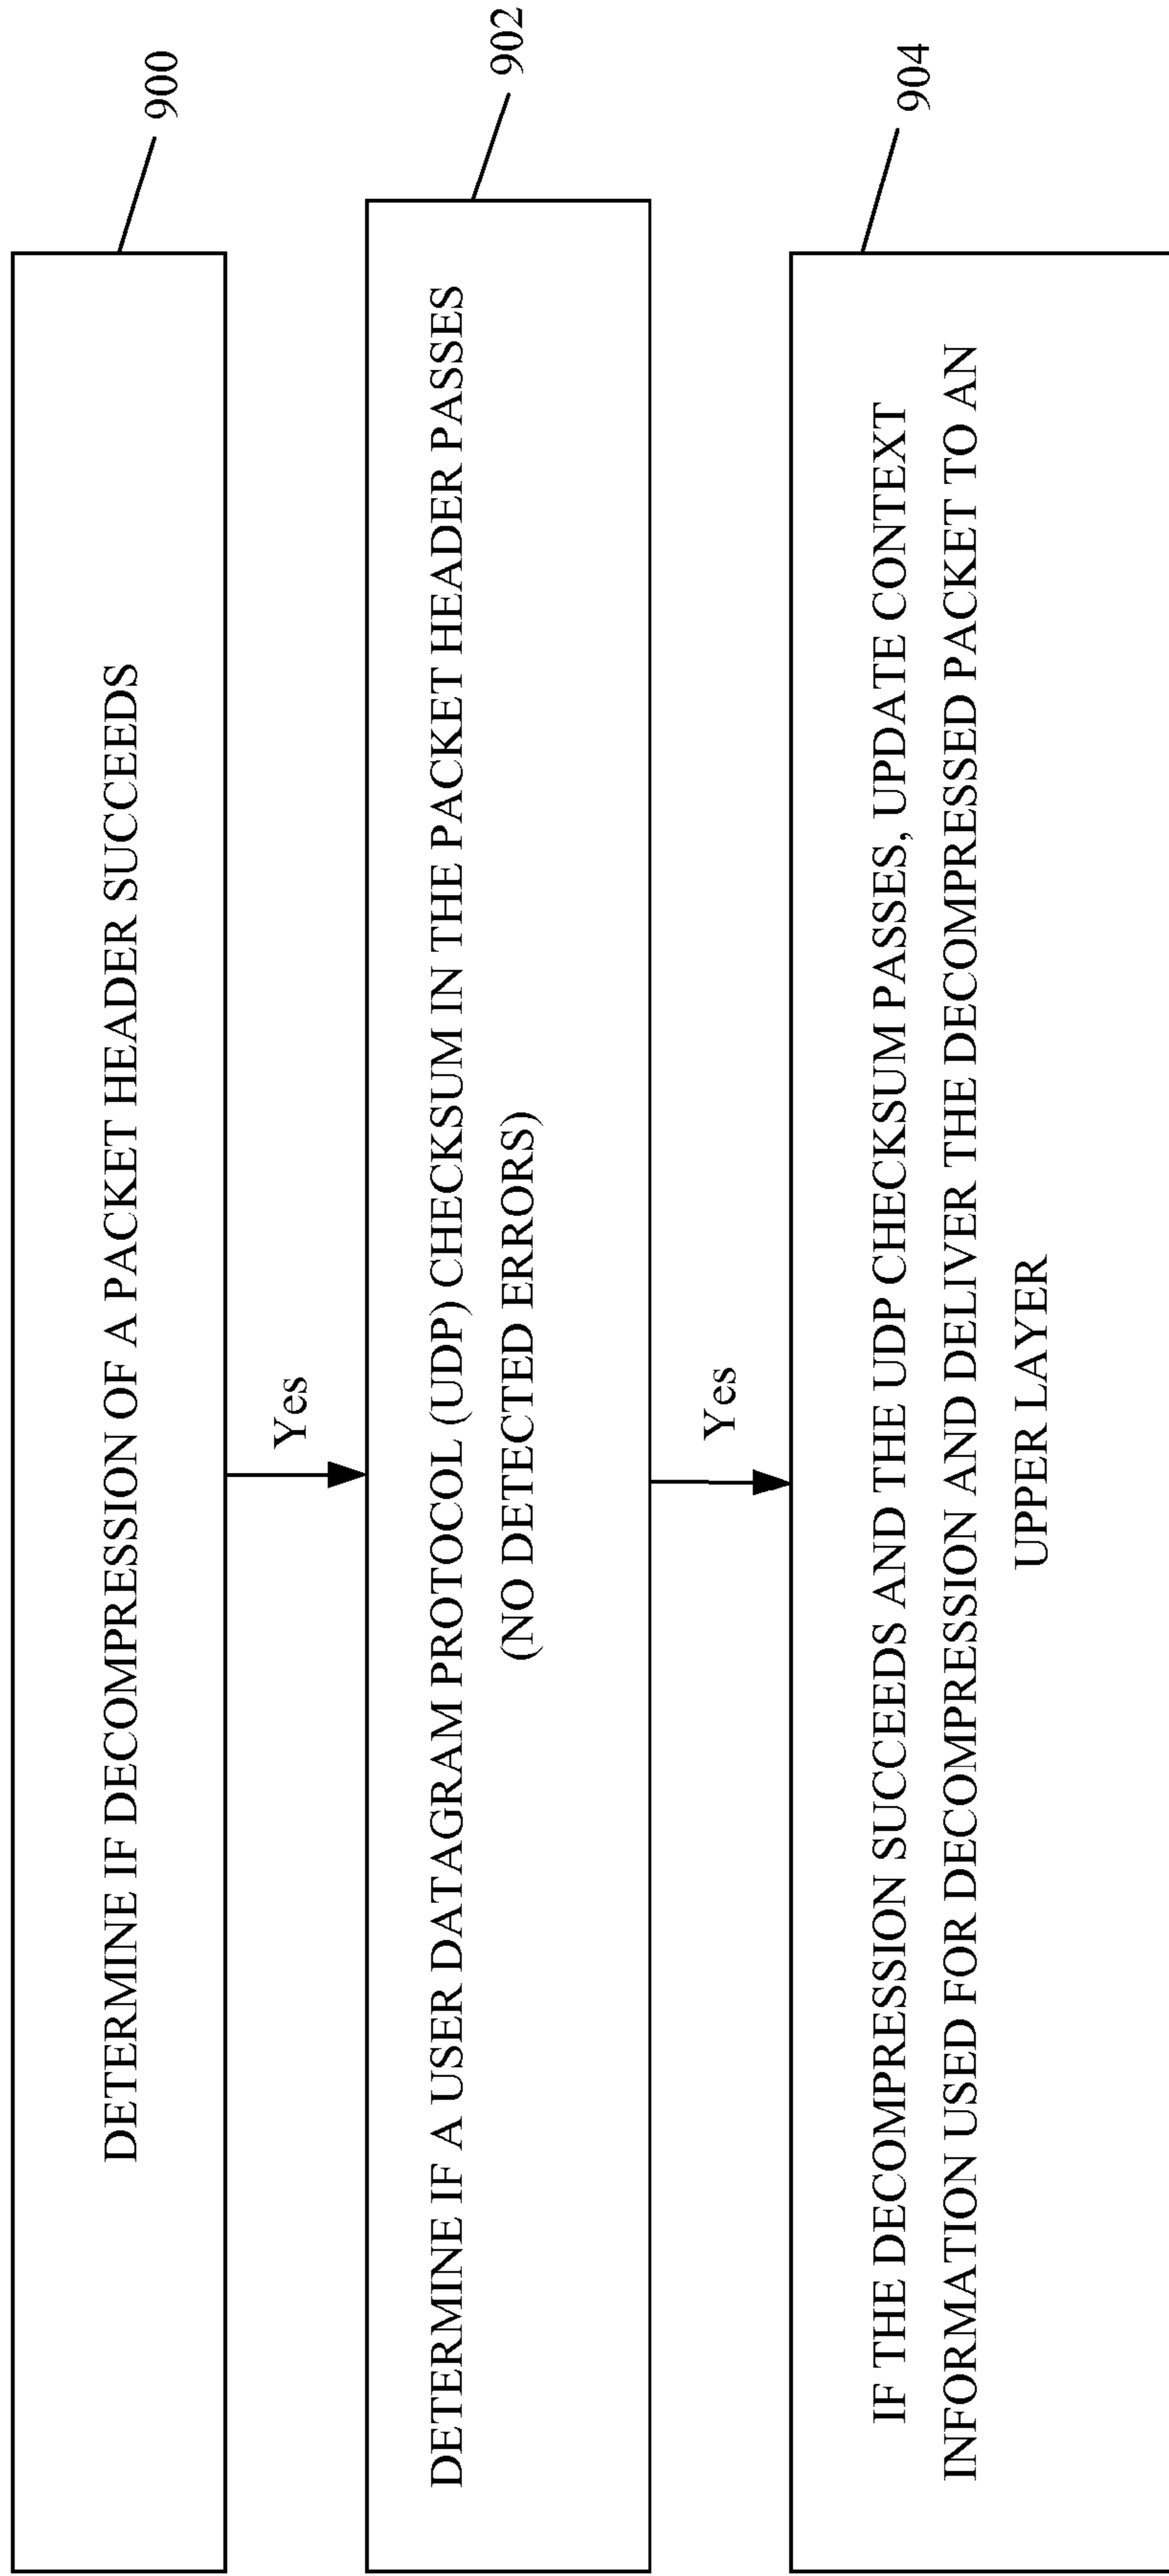 DETERMINE IF DECOMPRESSION OF A PACKET HEADER SUCCEEDS
900
Yes
DETERMINE IF A USER DATAGRAM PROTOCOL (UDP) CHECKSUM IN THE PACKET HEADER PASSES
(NO DETECTED ERRORS)
902
Yes
IF THE DECOMPRESSION SUCCEEDS AND THE UDP CHECKSUM PASSES, UPDATE CONTEXT
INFORMATION USED FOR DECOMPRESSION AND DELIVER THE DECOMPRESSED PACKET TO AN
UPPER LAYER
904